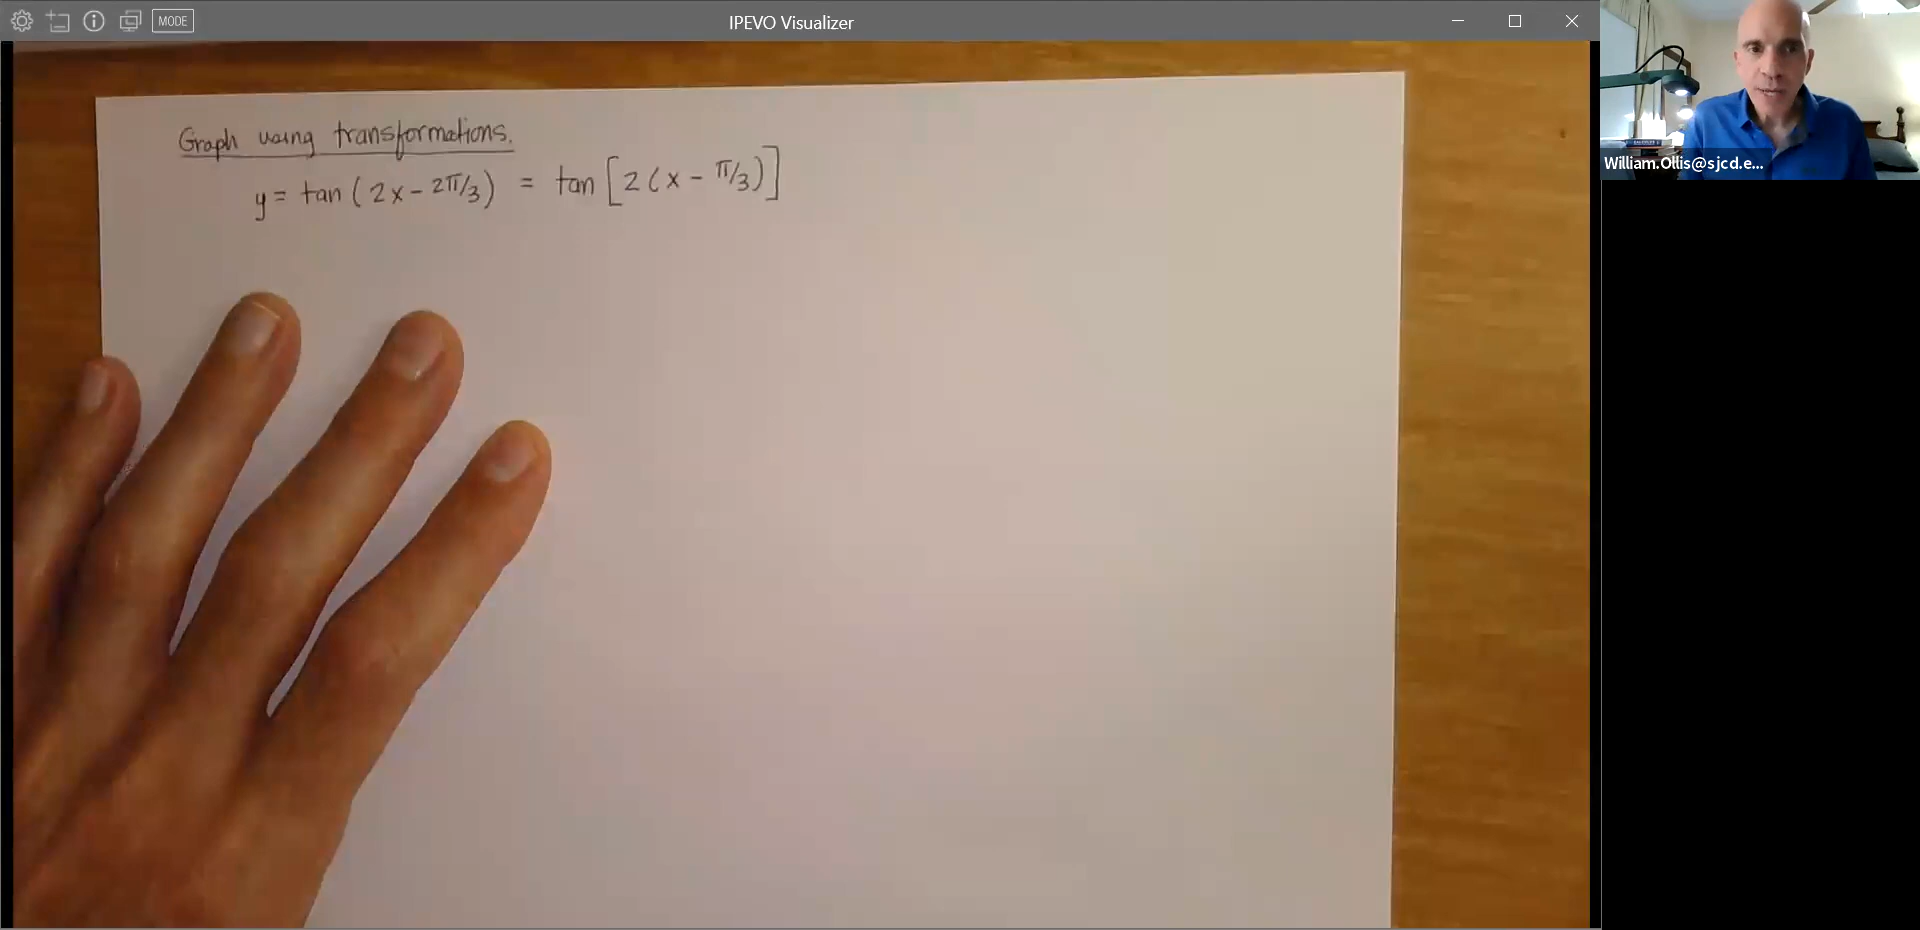 MODE
IPEVO Visualizer
Graph using transformations.
y = tan (2x - 2π/3) = tan [2(x - π/3)]
William.Ollis@sjcd.e...